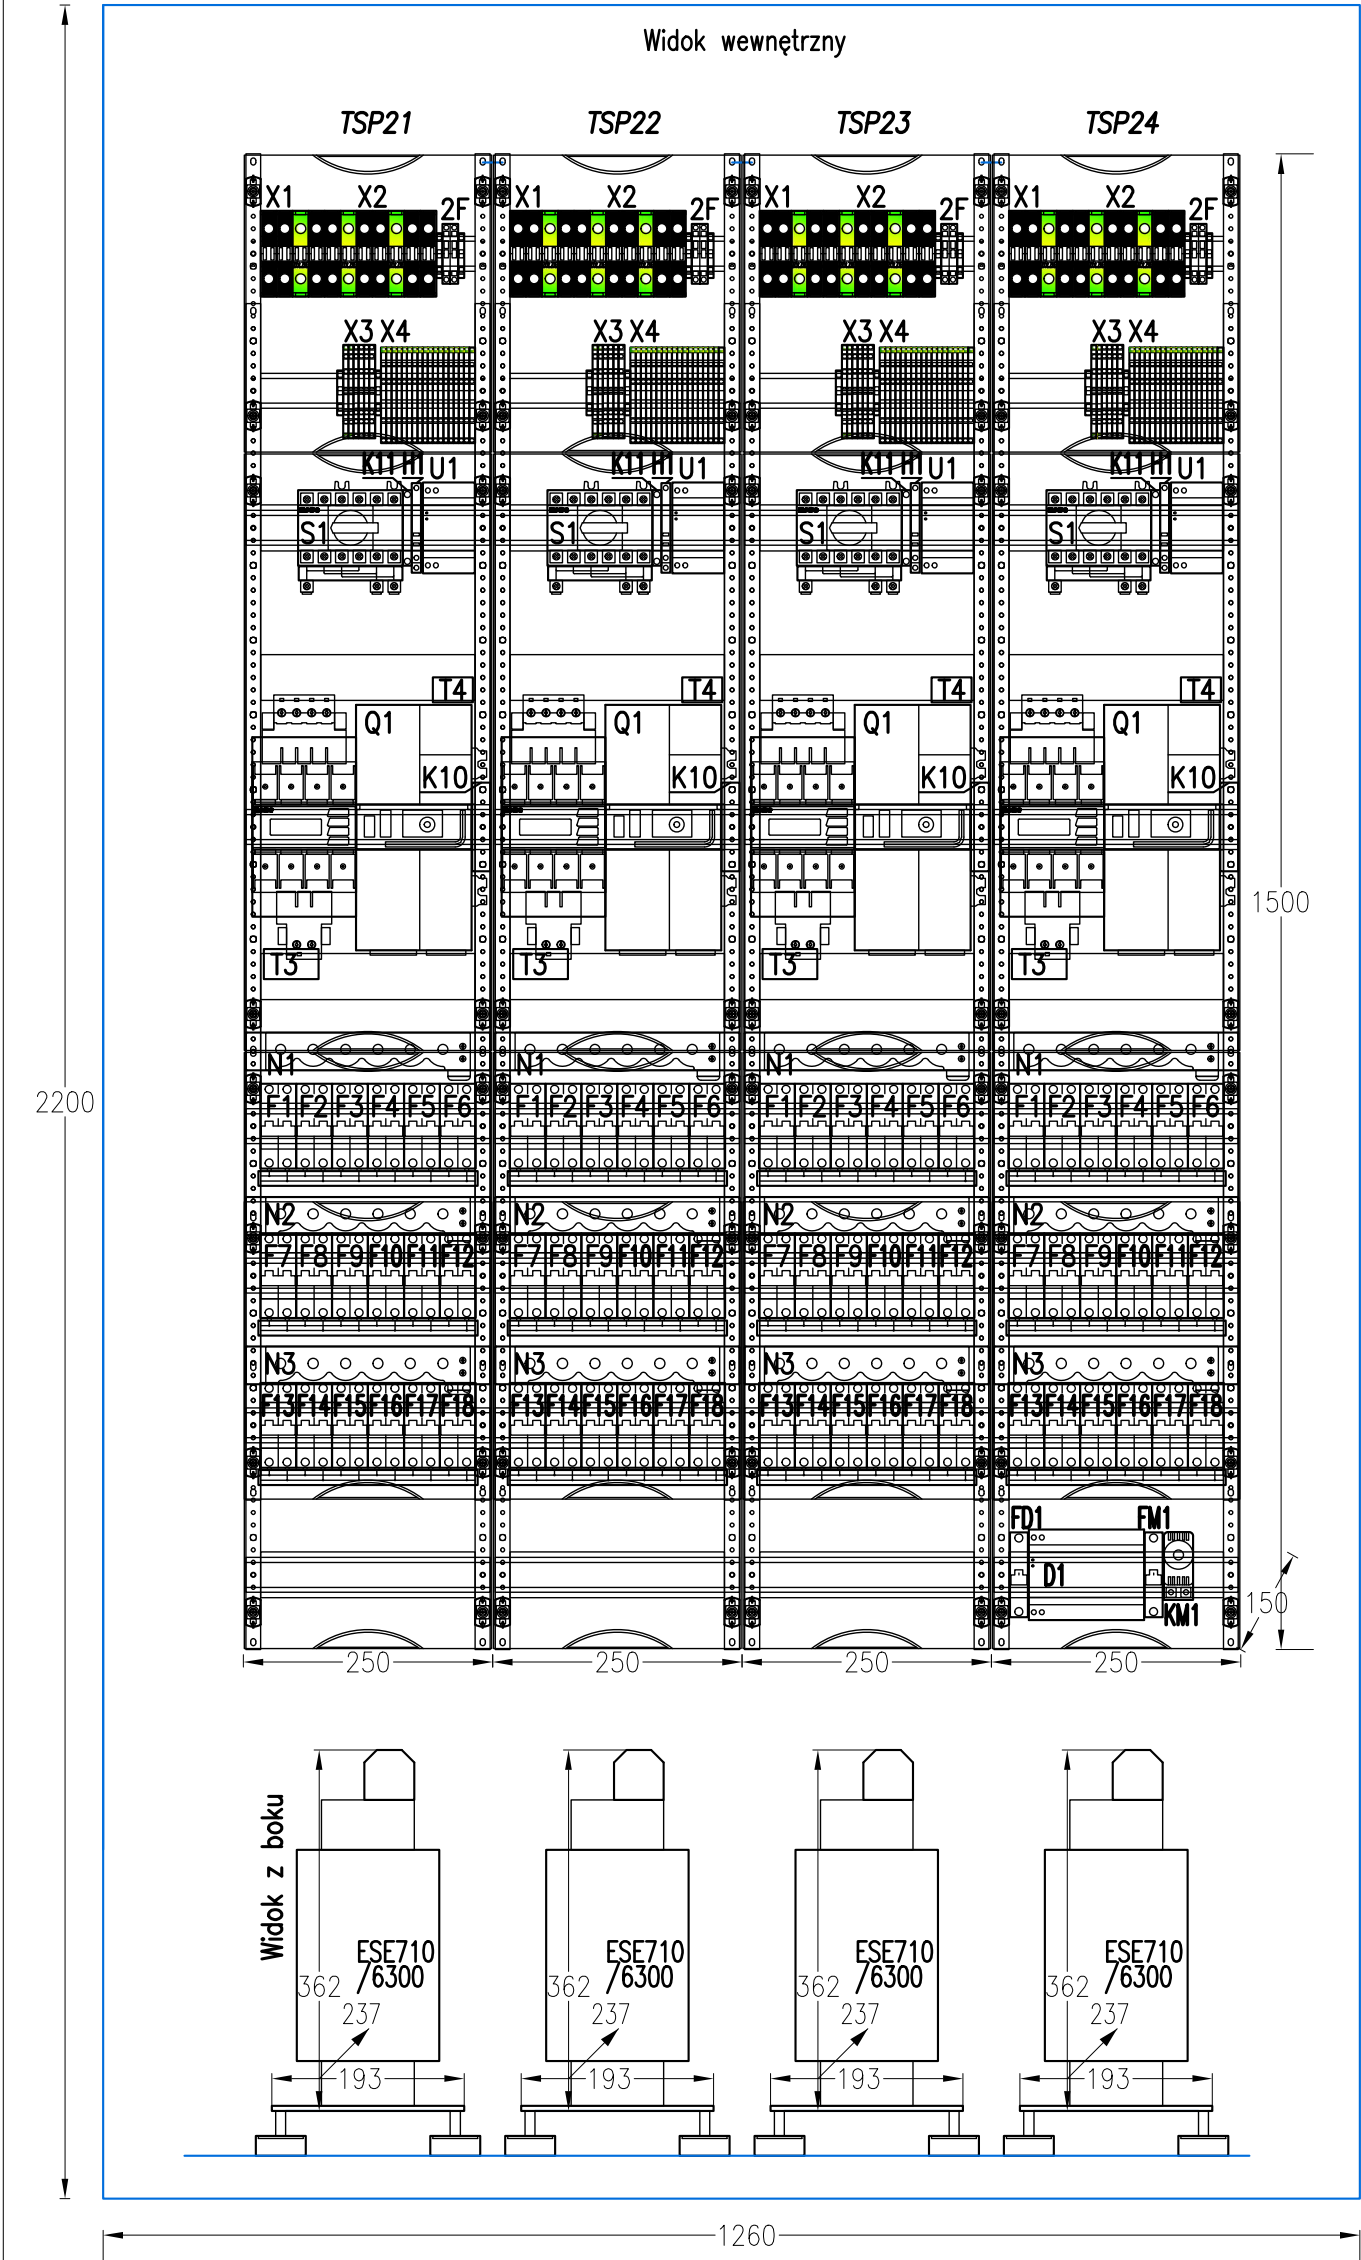 Widok wewnętrzny
TSP21 TSP22 TSP23 TSP24
X1 X2 2F X1 X2 2F X1 X2 2F X1 X2 2F
X3 X4 X3 X4 X3 X4 X3 X4
K11 H1 U1 K11 H1 U1 K11 H1 U1 K11 H1 U1
S1 S1 S1 S1
T4 T4 T4 T4
Q1 Q1 Q1 Q1
K10 K10 K10 K10
1500
T3 T3 T3 T3
N1 N1 N1 N1
2200
F1 F2 F3 F4 F5 F6 F1 F2 F3 F4 F5 F6 F1 F2 F3 F4 F5 F6 F1 F2 F3 F4 F5 F6
N2 N2 N2 N2
F7 F8 F9 F10 F11 F12 F7 F8 F9 F10 F11 F12 F7 F8 F9 F10 F11 F12 F7 F8 F9 F10 F11 F12
N3 N3 N3 N3
F13 F14 F15 F16 F17 F18 F13 F14 F15 F16 F17 F18 F13 F14 F15 F16 F17 F18 F13 F14 F15 F16 F17 F18
FD1 FM1
D1
150
KM1
250 250 250 250
Widok z boku
ESE710 ESE710 ESE710 ESE710
/6300 /6300 /6300 /6300
362 362 362 362
237 237 237 237
193 193 193 193
1260